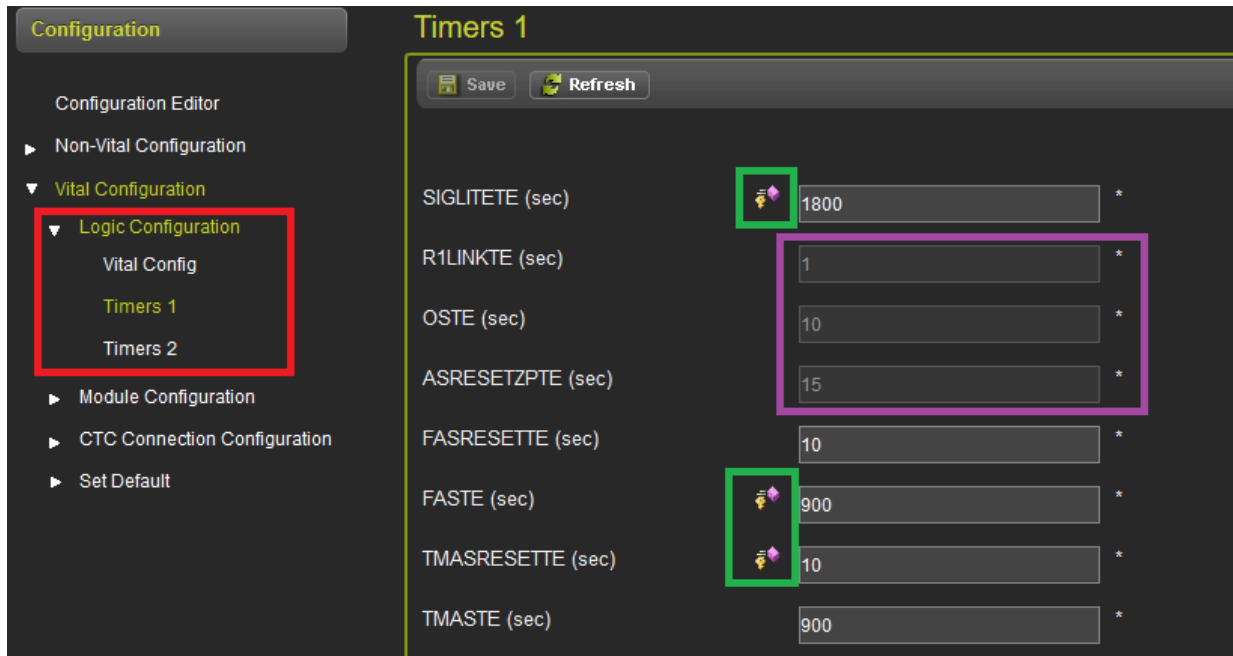 Configuration
Configuration Editor
Non-Vital Configuration
Vital Configuration
Logic Configuration
Vital Config
Timers 1
Timers 2
Module Configuration
CTC Connection Configuration
Set Default
Timers 1
Save Refresh
SIGLITETE (sec) 1800 *
R1LINKTE (sec) 1 *
OSTE (sec) 10 *
ASRESETZPTE (sec) 15 *
FASRESETTE (sec) 10 *
FASTE (sec) 900 *
TMASRESETTE (sec) 10 *
TMASTE (sec) 900 *